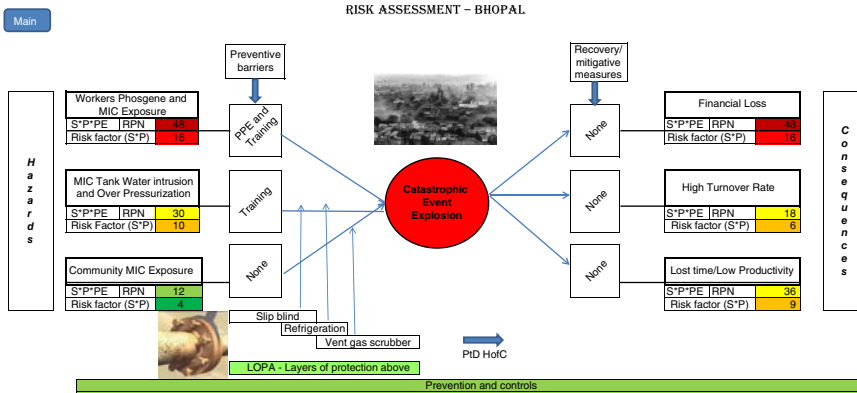 RISK ASSESSMENT – BHOPAL
Main
Preventive
barriers
Recovery/
mitigative
measures
Hazards
Workers Phosgene and
MIC Exposure
S*P*PE RPN 48
Risk factor (S*P) 16
PPE and
Training
None
Financial Loss
S*P*PE RPN 48
Risk factor (S*P) 16
Consequences
MIC Tank Water intrusion
and Over Pressurization
S*P*PE RPN 30
Risk Factor (S*P) 10
Training
Catastrophic
Event
Explosion
None
High Turnover Rate
S*P*PE RPN 18
Risk factor (S*P) 6
Community MIC Exposure
S*P*PE RPN 12
Risk factor (S*P) 4
None
None
Lost time/Low Productivity
S*P*PE RPN 36
Risk factor (S*P) 9
Slip blind
Refrigeration
Vent gas scrubber
PtD HofC
LOPA - Layers of protection above
Prevention and controls